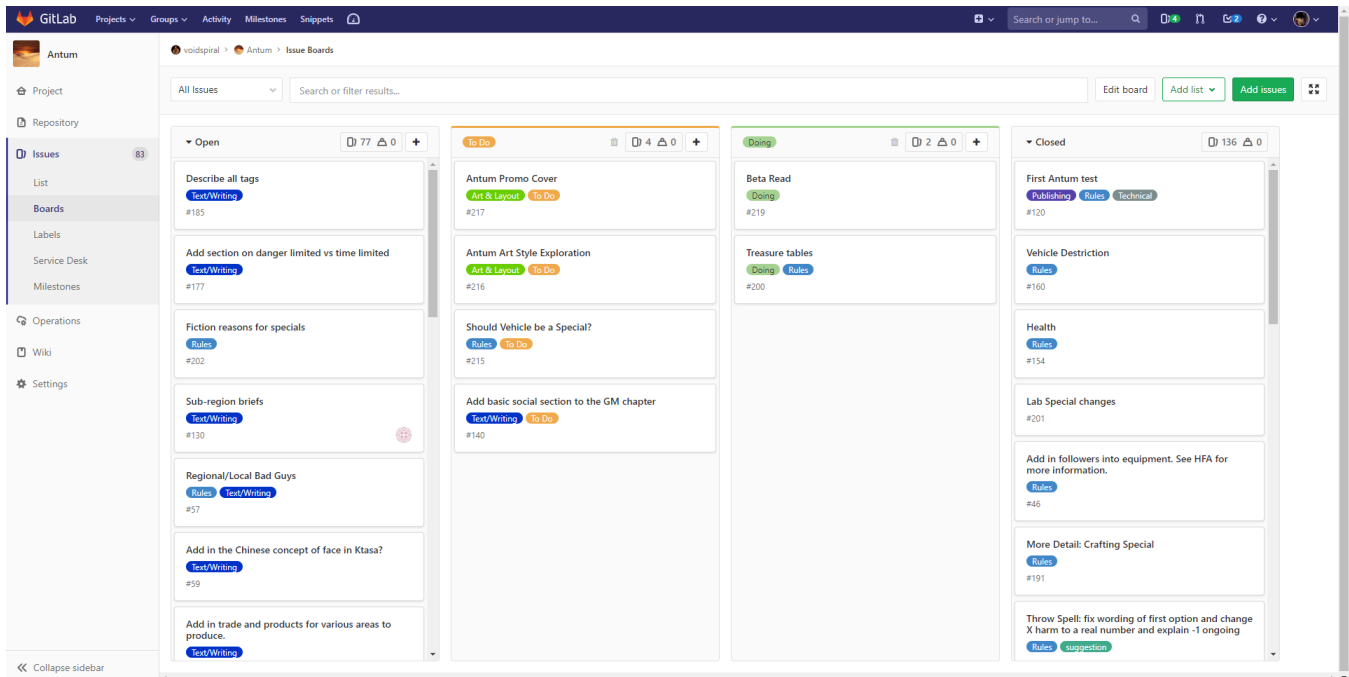 GitLab Projects Groups Activity Milestones Snippets Search or jump to... 4 2
Antum
voidspiral > Antum > Issue Boards
Project
Repository
Issues 83
List
Boards
Labels
Service Desk
Milestones
Operations
Wiki
Settings
Collapse sidebar
All Issues Search or filter results... Edit board Add list Add issues
Open 77 0
Describe all tags
Text/Writing
#185
Add section on danger limited vs time limited
Text/Writing
#177
Fiction reasons for specials
Rules
#202
Sub-region briefs
Text/Writing
#130
Regional/Local Bad Guys
Rules Text/Writing
#57
Add in the Chinese concept of face in Ktasa?
Text/Writing
#59
Add in trade and products for various areas to
produce.
Text/Writing
To Do 4 0
Antum Promo Cover
Art & Layout To Do
#217
Antum Art Style Exploration
Art & Layout To Do
#216
Should Vehicle be a Special?
Rules To Do
#215
Add basic social section to the GM chapter
Text/Writing To Do
#140
Doing 2 0
Beta Read
Doing
#219
Treasure tables
Doing Rules
#200
Closed 136 0
First Antum test
Publishing Rules Technical
#120
Vehicle Destriction
Rules
#160
Health
Rules
#154
Lab Special changes
#201
Add in followers into equipment. See HFA for
more information.
Rules
#46
More Detail: Crafting Special
Rules
#191
Throw Spell: fix wording of first option and change
X harm to a real number and explain -1 ongoing
Rules suggestion